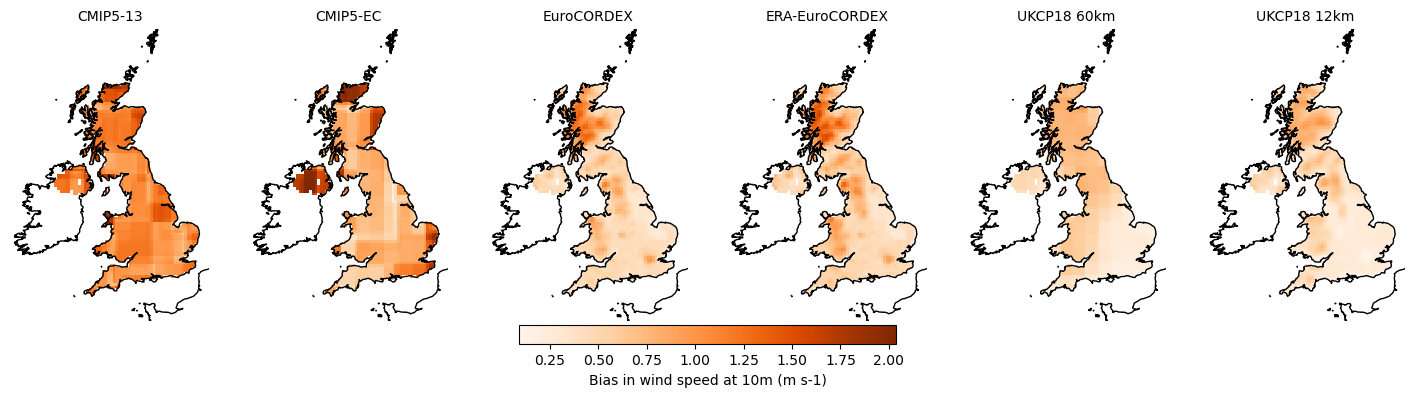 CMIP5-13 CMIP5-EC EuroCORDEX ERA-EuroCORDEX UKCP18 60km UKCP18 12km
0.25 0.50 0.75 1.00 1.25 1.50 1.75 2.00
Bias in wind speed at 10m (m s-1)